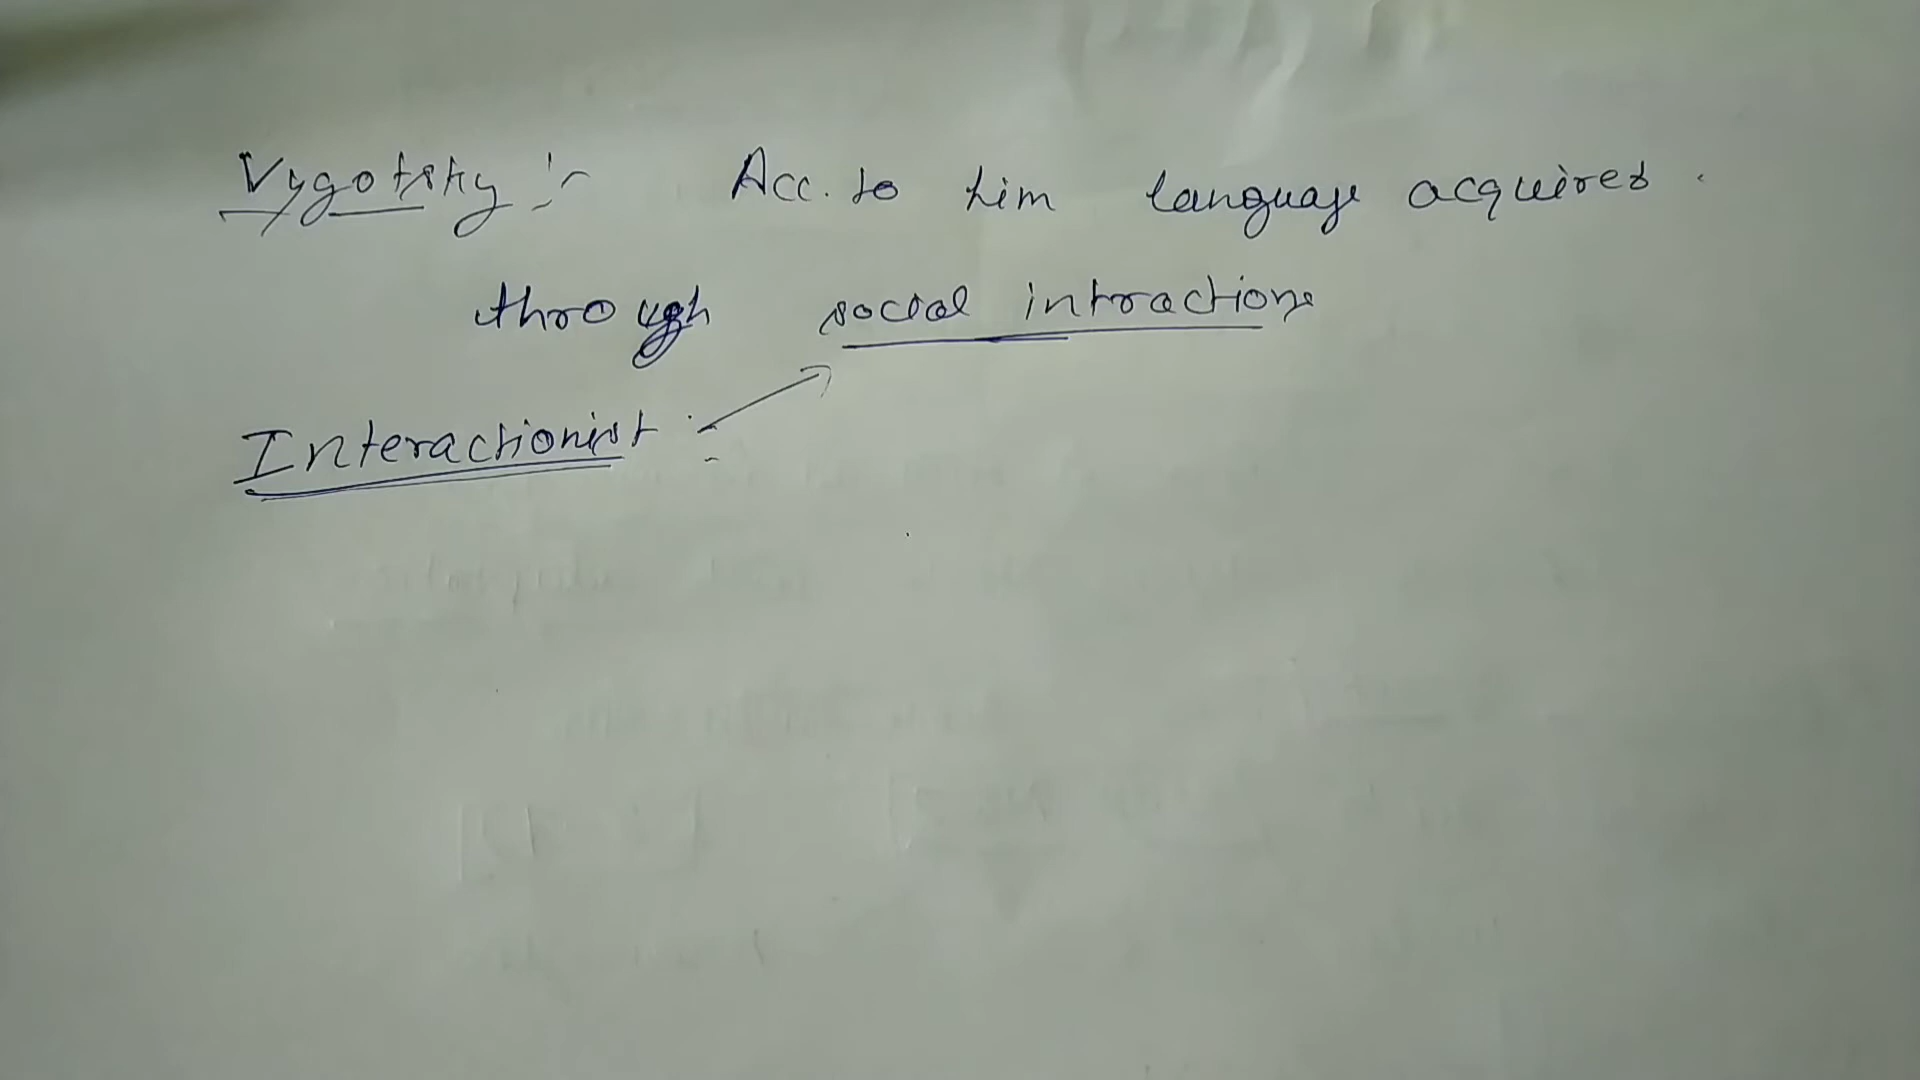 Vygotsky :- Acc. to him language acquired.
through social intractions
Interactionist :-